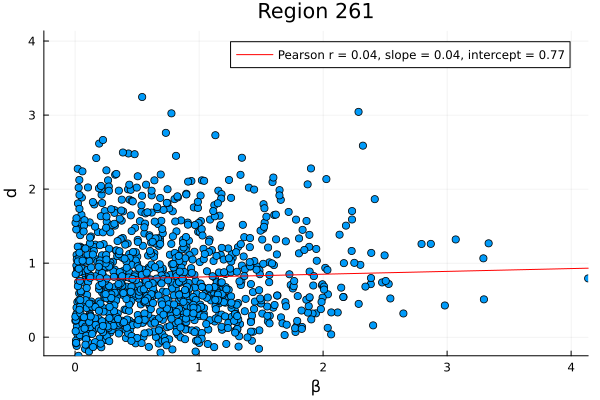 Region 261
Pearson r = 0.04, slope = 0.04, intercept = 0.77
4
3
2
1
0
d
0 1 2 3 4
β